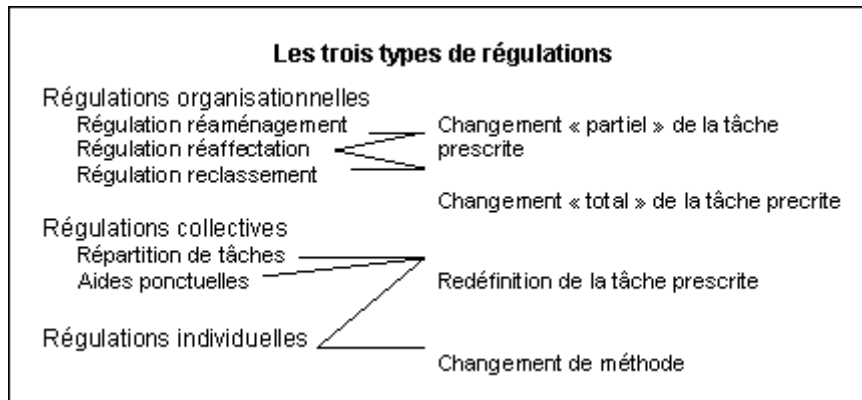 Les trois types de régulations
Régulations organisationnelles
Régulation réaménagement
Régulation réaffectation
Régulation reclassement
Changement « partiel » de la tâche
prescrite
Changement « total » de la tâche precrite
Régulations collectives
Répartition de tâches
Aides ponctuelles
Redéfinition de la tâche prescrite
Régulations individuelles
Changement de méthode